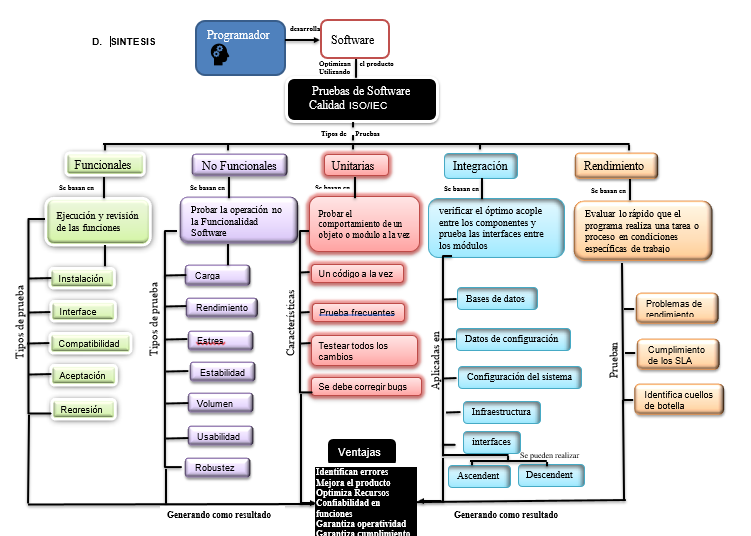 D. SINTESIS
Programador
desarrolla
Software
Optimizan el producto
Utilizando
Pruebas de Software
Calidad ISO/IEC
Tipos de Pruebas
Funcionales
No Funcionales
Unitarias
Integración
Rendimiento
Se basan en
Se basan en
Se basan en
Se basan en
Se basan en
Ejecución y revisión
de las funciones
Probar la operación no
la Funcionalidad
Software
Probar el
comportamiento de un
objeto o modulo a la vez
verificar el óptimo acople
entre los componentes y
prueba las interfaces entre
los módulos
Evaluar lo rápido que el
programa realiza una tarea o
proceso en condiciones
específicas de trabajo
Tipos de prueba
Instalación
Interface
Compatibilidad
Aceptación
Regresión
Tipos de prueba
Carga
Rendimiento
Estres
Estabilidad
Volumen
Usabilidad
Robustez
Características
Un código a la vez
Prueba frecuentes
Testear todos los
cambios
Se debe corregir bugs
Aplicadas en
Bases de datos
Datos de configuración
Configuración del sistema
Infraestructura
interfaces
Se pueden realizar
Ascendent
Descendent
Prueban
Problemas de
rendimiento
Cumplimiento
de los SLA
Identifica cuellos
de botella
Ventajas
Identifican errores
Mejora el producto
Optimiza Recursos
Confiabilidad en
funciones
Garantiza operatividad
Garantiza cumplimiento
Generando como resultado
Generando como resultado